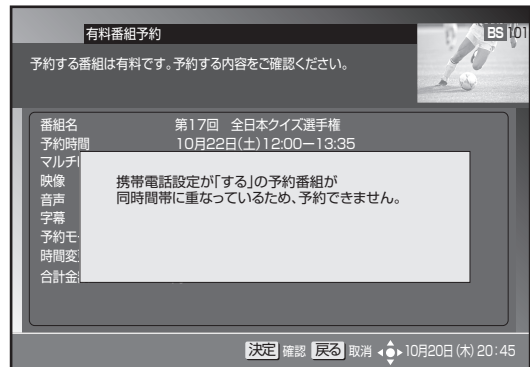 有料番組予約
BS 101
予約する番組は有料です。予約する内容をご確認ください。
番組名 第17回 全日本クイズ選手権
予約時間 10月22日(土)12:00－13:35
マルチ
映像
音声
字幕
予約モ
時間変
合計金
携帯電話設定が「する」の予約番組が
同時間帯に重なっているため、予約できません。
決定 確認 戻る 取消 10月20日(木)20:45